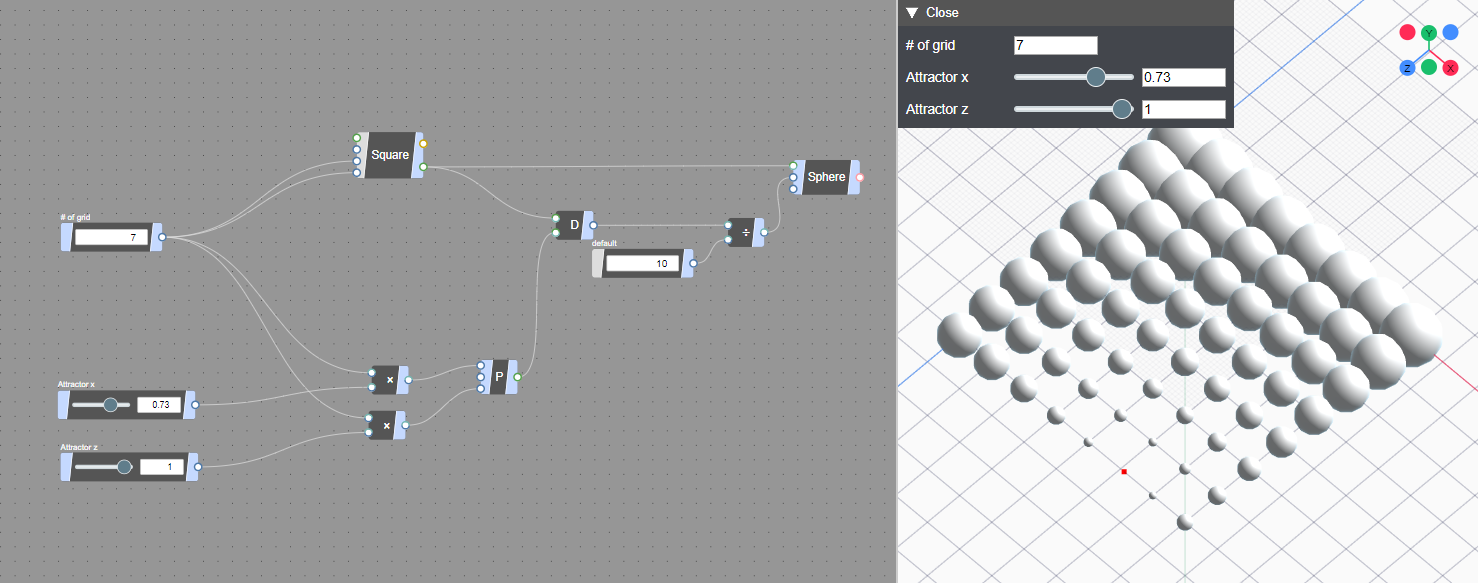 Close
# of grid
7
Attractor x
0.73
Attractor z
1
Y
Z
X
Square
Sphere
# of grid
7
D
÷
default
10
Attractor x
0.73
×
P
×
Attractor z
1